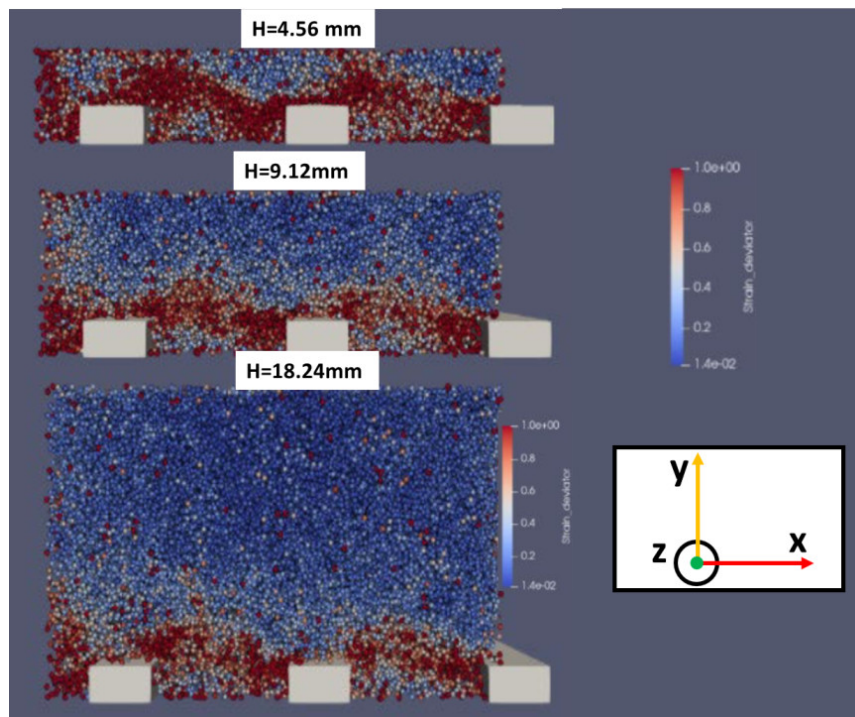 H=4.56 mm
H=9.12mm
1.0e+00
0.8
0.6
0.4
0.2
1.4e-02
Strain_deviator
H=18.24mm
1.0e+00
0.8
0.6
0.4
0.2
1.4e-02
Strain_deviator
y
z
x